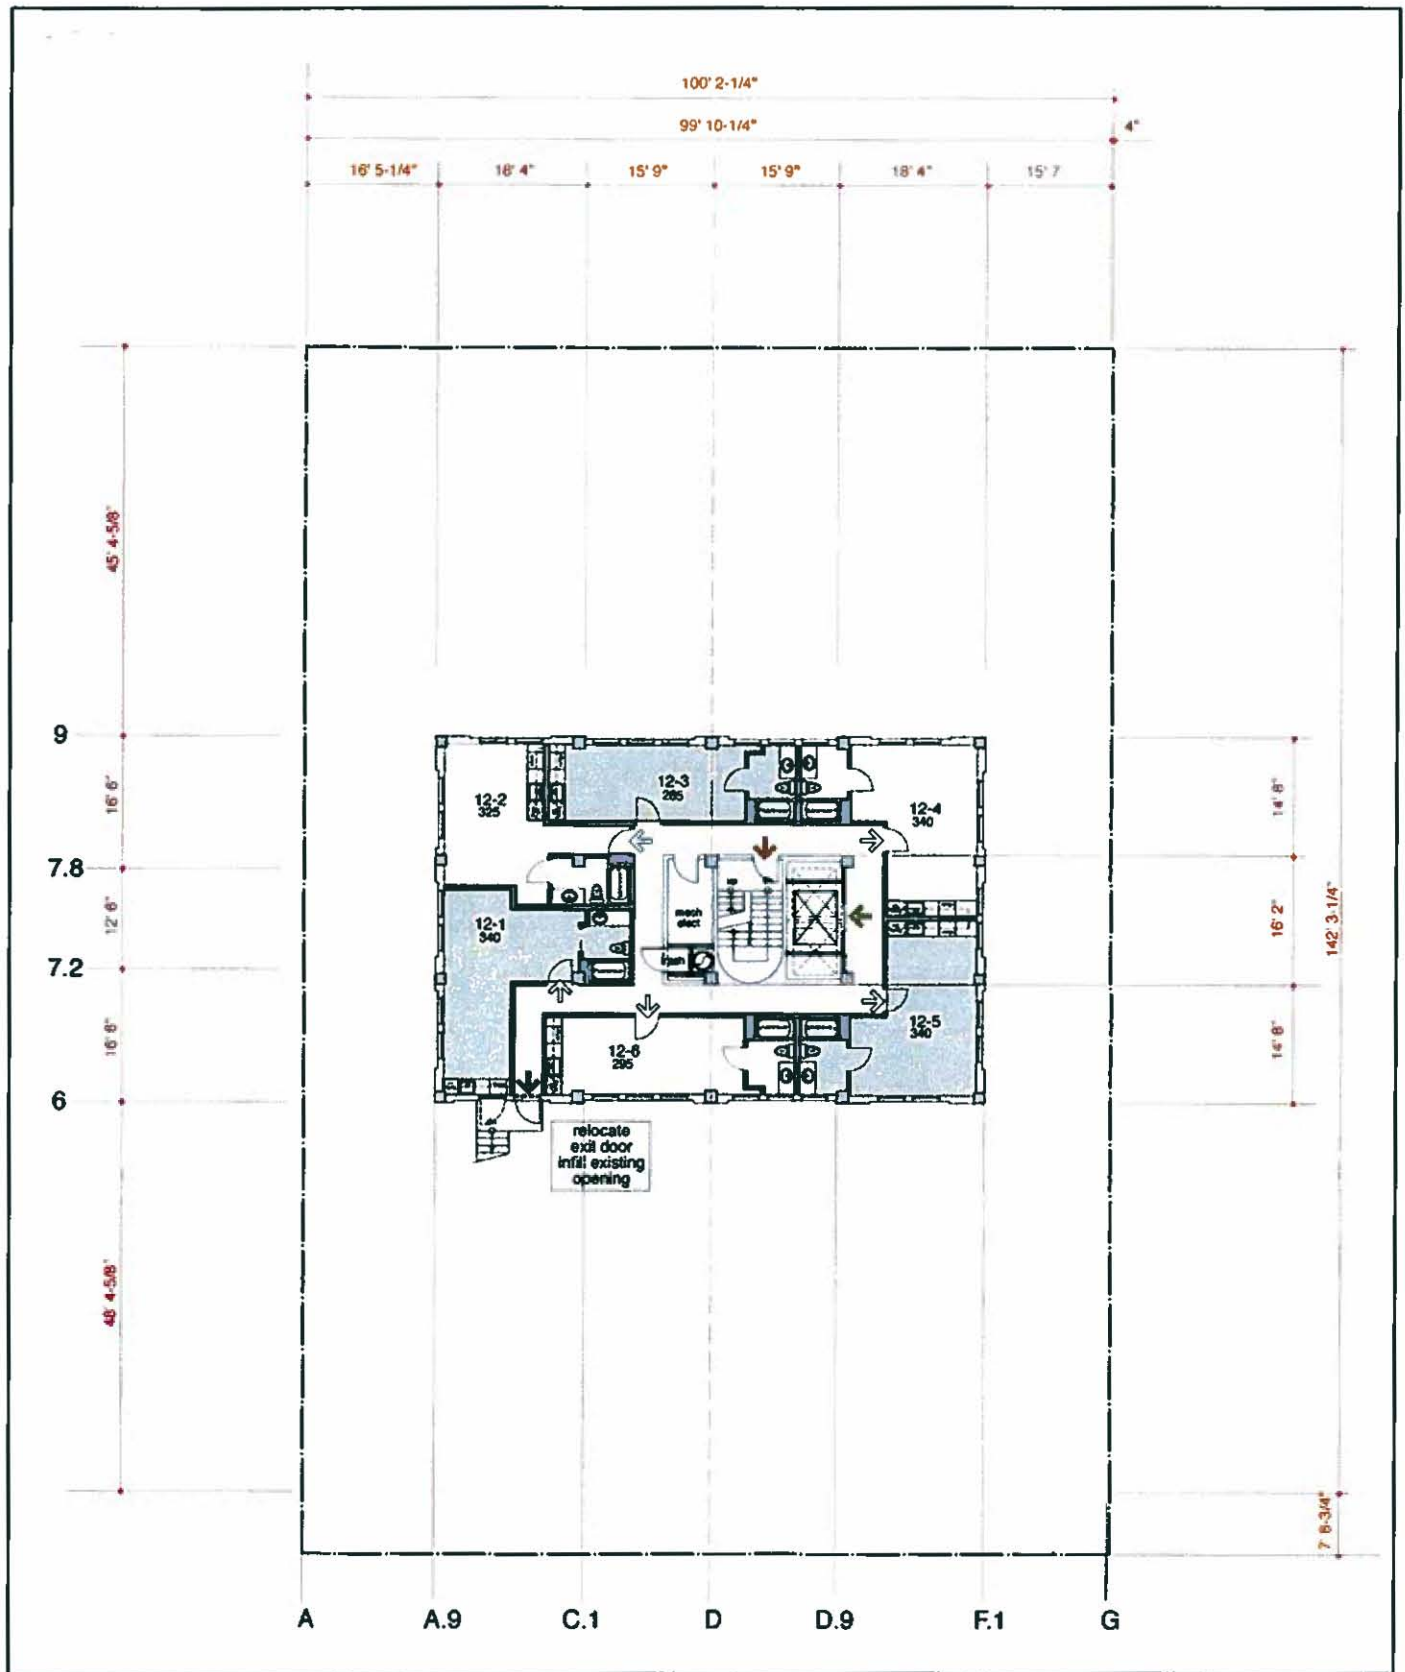 100' 2-1/4"
99' 10-1/4"
4"
16' 5-1/4"
18' 4"
15' 9"
15' 9"
18' 4"
15' 7
45' 4-5/8"
9
16' 6"
7.8
12' 6"
7.2
16' 8"
6
48' 4-5/8"
12-2
325
12-3
285
12-4
340
12-1
340
mech
elect
trash
12-6
295
12-5
340
relocate
exit door
infill existing
opening
14' 8"
16' 2"
14' 8"
142' 3-1/4"
7' 8-3/4"
A
A.9
C.1
D
D.9
F.1
G